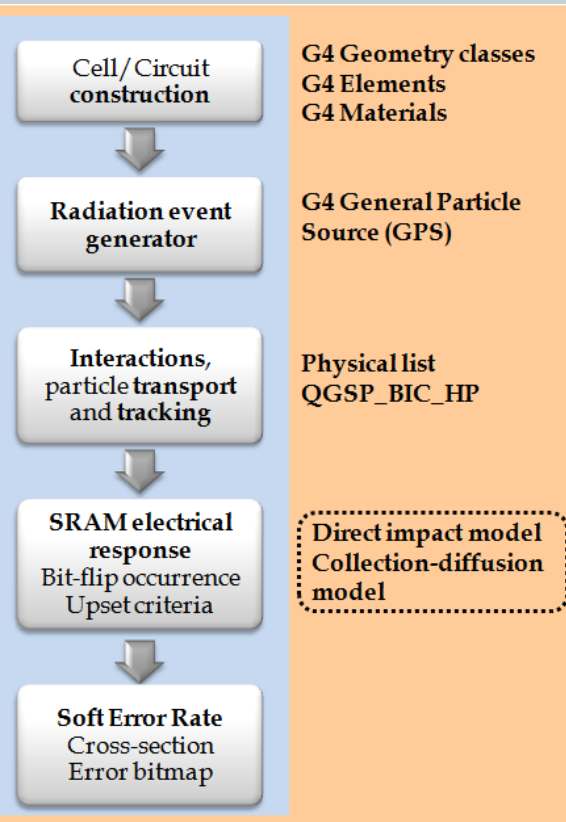 Cell/Circuit
construction
G4 Geometry classes
G4 Elements
G4 Materials
Radiation event
generator
G4 General Particle
Source (GPS)
Interactions,
particle transport
and tracking
Physical list
QGSP_BIC_HP
SRAM electrical
response
Bit-flip occurrence
Upset criteria
Direct impact model
Collection-diffusion
model
Soft Error Rate
Cross-section
Error bitmap